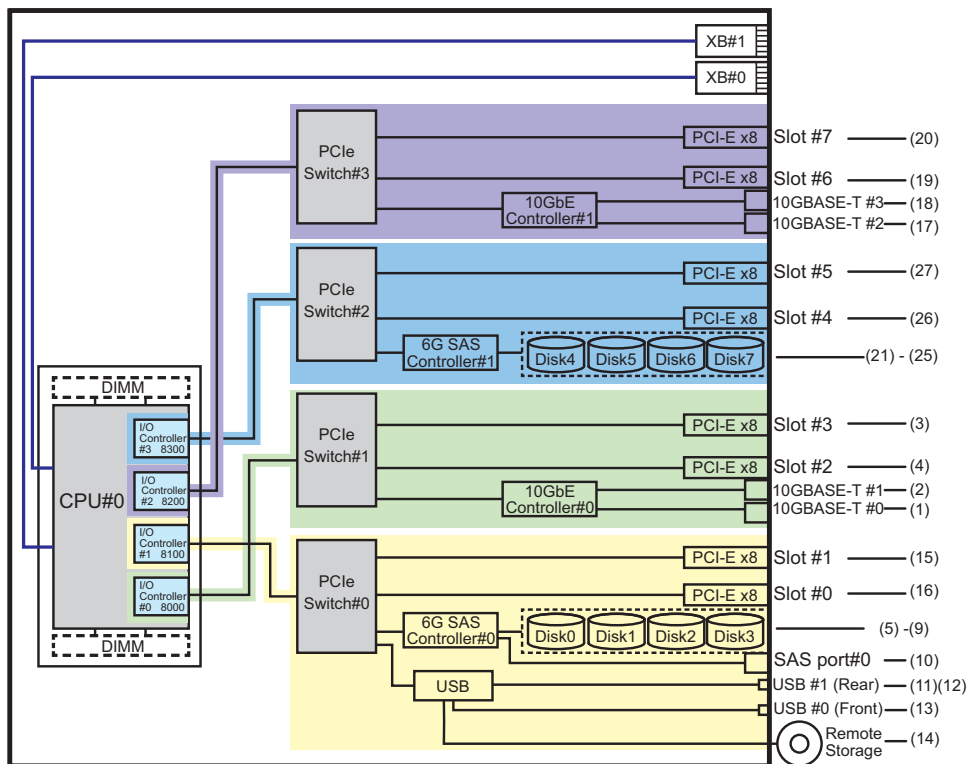 XB#1
XB#0
PCIe
Switch#3
PCI-E x8 Slot #7 (20)
PCI-E x8 Slot #6 (19)
10GbE
Controller#1
10GBASE-T #3 (18)
10GBASE-T #2 (17)
PCIe
Switch#2
PCI-E x8 Slot #5 (27)
PCI-E x8 Slot #4 (26)
6G SAS
Controller#1
Disk4 Disk5 Disk6 Disk7 (21) - (25)
PCIe
Switch#1
PCI-E x8 Slot #3 (3)
PCI-E x8 Slot #2 (4)
10GbE
Controller#0
10GBASE-T #1 (2)
10GBASE-T #0 (1)
DIMM
CPU#0
I/O
Controller
#3 8300
I/O
Controller
#2 8200
I/O
Controller
#1 8100
I/O
Controller
#0 8000
DIMM
PCIe
Switch#0
PCI-E x8 Slot #1 (15)
PCI-E x8 Slot #0 (16)
6G SAS
Controller#0
Disk0 Disk1 Disk2 Disk3 (5) -(9)
SAS port#0 (10)
USB
USB #1 (Rear) (11)(12)
USB #0 (Front) (13)
Remote
Storage (14)